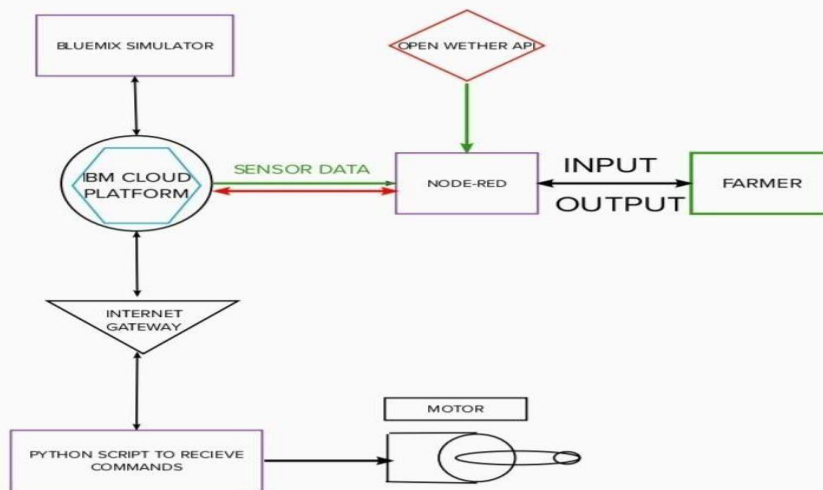 BLUEMIX SIMULATOR
OPEN WETHER API
IBM CLOUD
PLATFORM
SENSOR DATA
NODE-RED
INPUT
OUTPUT
FARMER
INTERNET
GATEWAY
MOTOR
PYTHON SCRIPT TO RECIEVE
COMMANDS